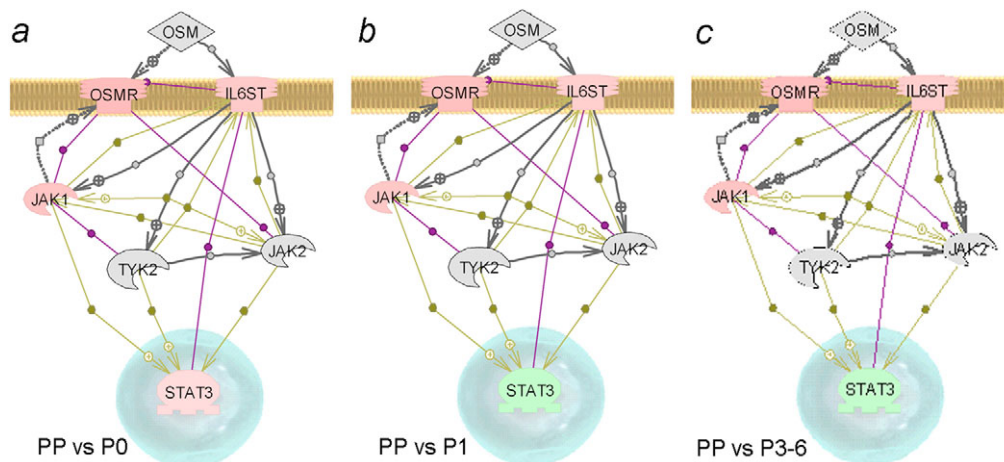 a
OSM
OSMR
IL6ST
JAK1
TYK2
JAK2
STAT3
PP vs P0
b
OSM
OSMR
IL6ST
JAK1
TYK2
JAK2
STAT3
PP vs P1
c
OSM
OSMR
IL6ST
JAK1
TYK2
JAK2
STAT3
PP vs P3-6